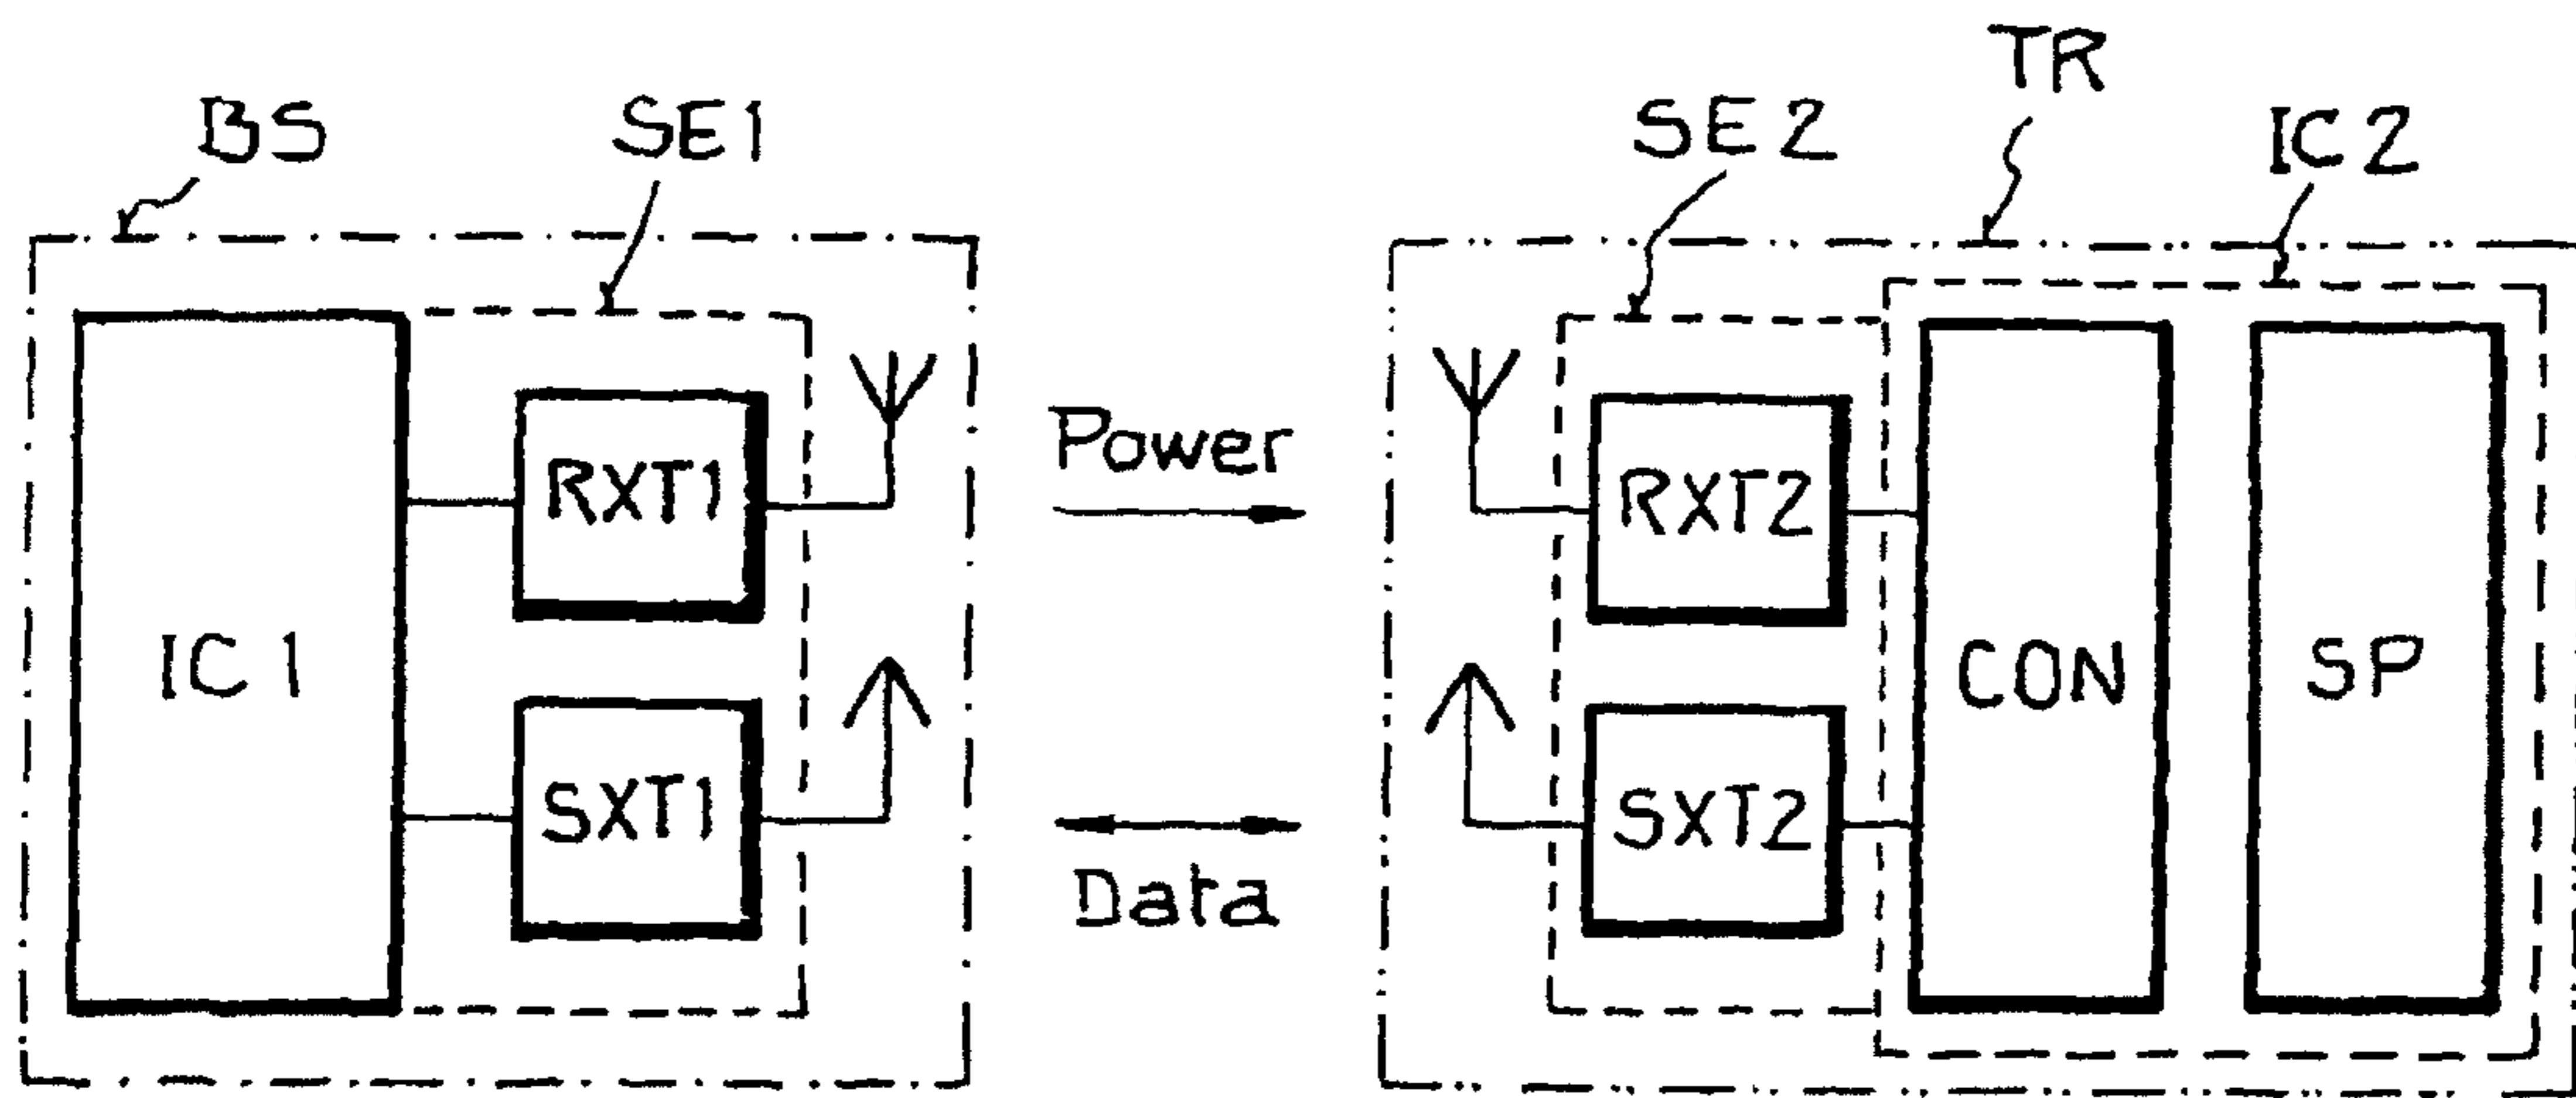 BS
SE1
SE2
TR
IC2
IC1
RXT1
SXT1
Power
Data
RXT2
SXT2
CON
SP